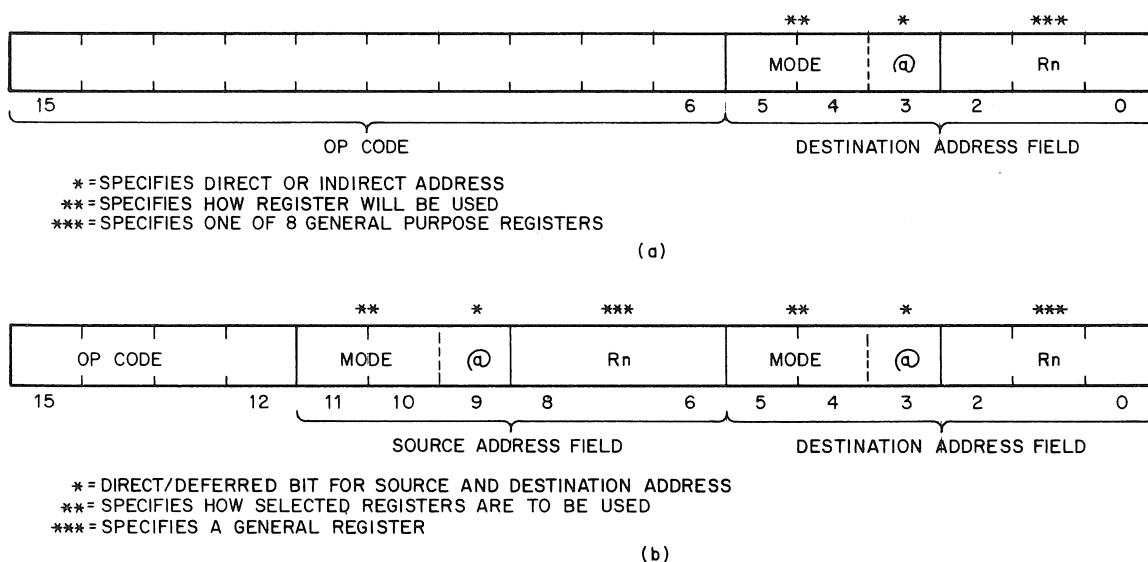 ** * ***
MODE @ Rn
15 6 5 4 3 2 0
OP CODE DESTINATION ADDRESS FIELD
*=SPECIFIES DIRECT OR INDIRECT ADDRESS
**=SPECIFIES HOW REGISTER WILL BE USED
***=SPECIFIES ONE OF 8 GENERAL PURPOSE REGISTERS
(a)
** * *** ** * ***
OP CODE MODE @ Rn MODE @ Rn
15 12 11 10 9 8 6 5 4 3 2 0
SOURCE ADDRESS FIELD DESTINATION ADDRESS FIELD
*=DIRECT/DEFERRED BIT FOR SOURCE AND DESTINATION ADDRESS
**=SPECIFIES HOW SELECTED REGISTERS ARE TO BE USED
***=SPECIFIES A GENERAL REGISTER
(b)